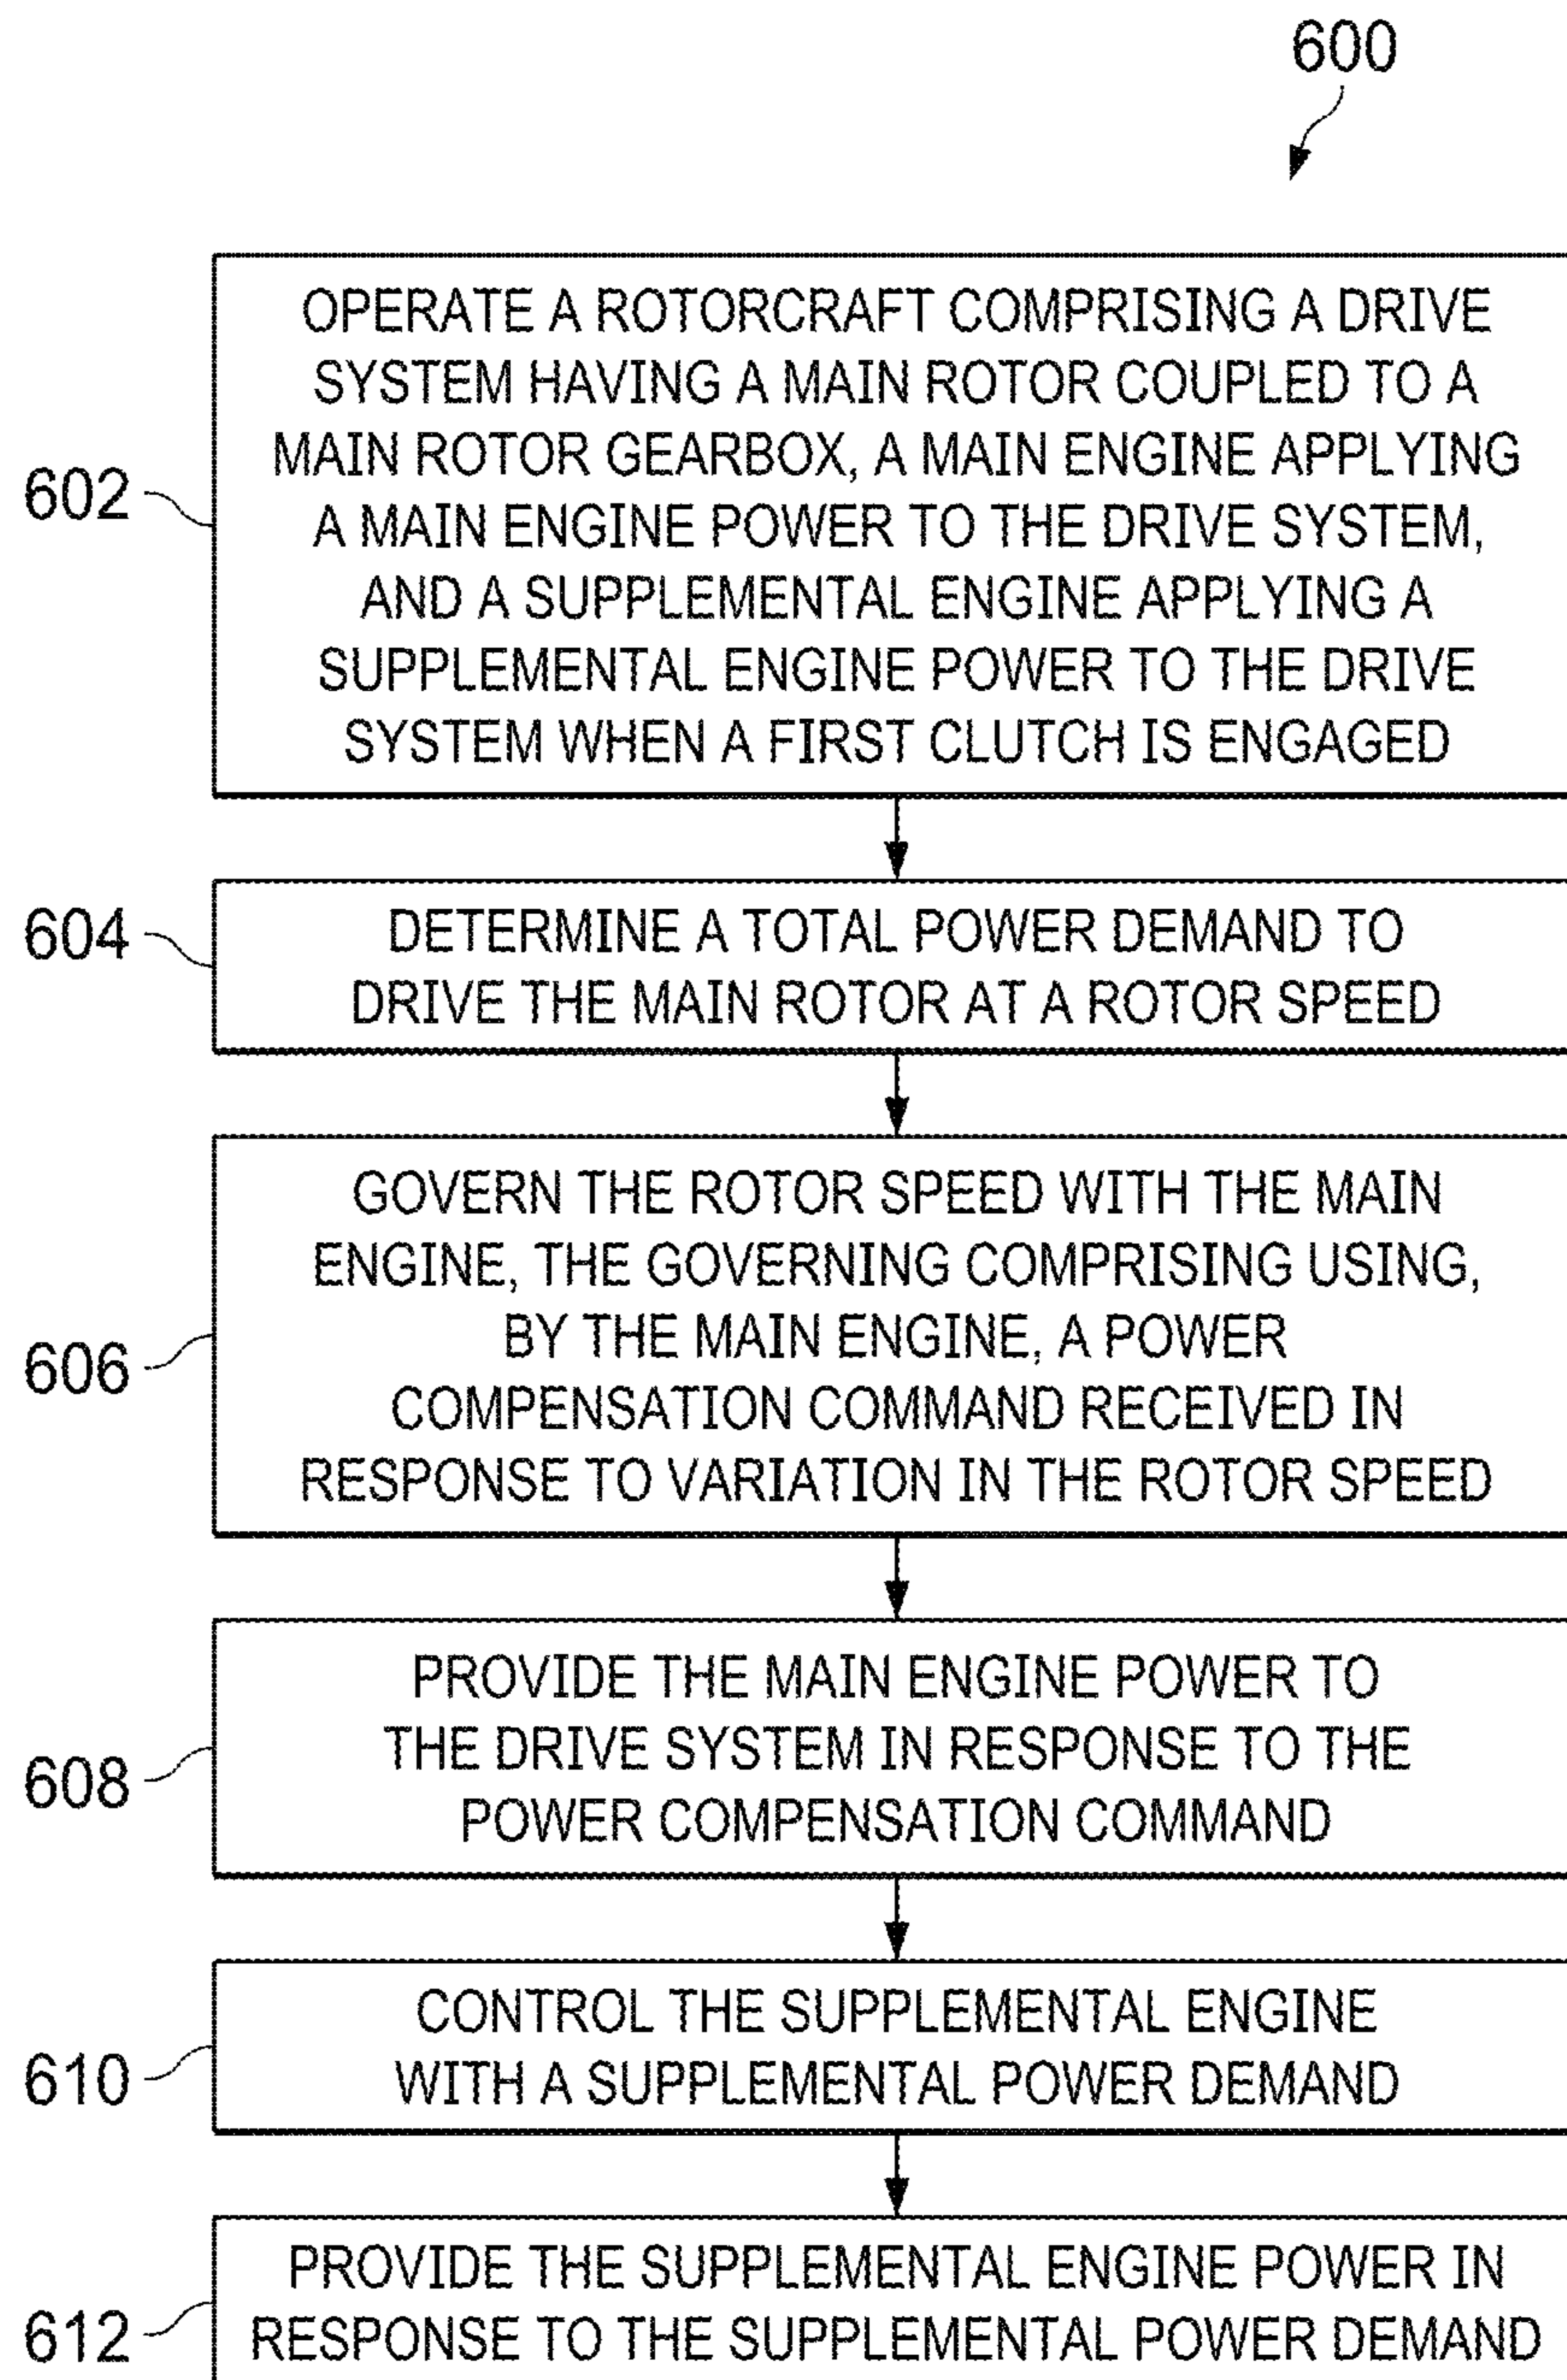 600
602
OPERATE A ROTORCRAFT COMPRISING A DRIVE
SYSTEM HAVING A MAIN ROTOR COUPLED TO A
MAIN ROTOR GEARBOX, A MAIN ENGINE APPLYING
A MAIN ENGINE POWER TO THE DRIVE SYSTEM,
AND A SUPPLEMENTAL ENGINE APPLYING A
SUPPLEMENTAL ENGINE POWER TO THE DRIVE
SYSTEM WHEN A FIRST CLUTCH IS ENGAGED
604
DETERMINE A TOTAL POWER DEMAND TO
DRIVE THE MAIN ROTOR AT A ROTOR SPEED
606
GOVERN THE ROTOR SPEED WITH THE MAIN
ENGINE, THE GOVERNING COMPRISING USING,
BY THE MAIN ENGINE, A POWER
COMPENSATION COMMAND RECEIVED IN
RESPONSE TO VARIATION IN THE ROTOR SPEED
608
PROVIDE THE MAIN ENGINE POWER TO
THE DRIVE SYSTEM IN RESPONSE TO THE
POWER COMPENSATION COMMAND
610
CONTROL THE SUPPLEMENTAL ENGINE
WITH A SUPPLEMENTAL POWER DEMAND
612
PROVIDE THE SUPPLEMENTAL ENGINE POWER IN
RESPONSE TO THE SUPPLEMENTAL POWER DEMAND